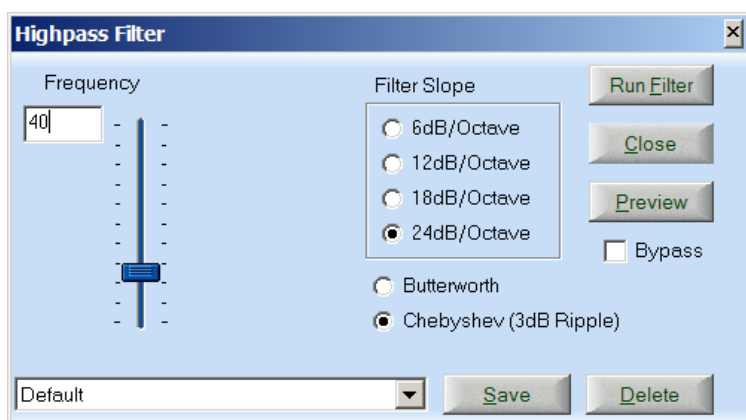 Highpass Filter
Frequency
40
Filter Slope
6dB/Octave
12dB/Octave
18dB/Octave
24dB/Octave
Butterworth
Chebyshev (3dB Ripple)
Run Filter
Close
Preview
Bypass
Default
Save
Delete